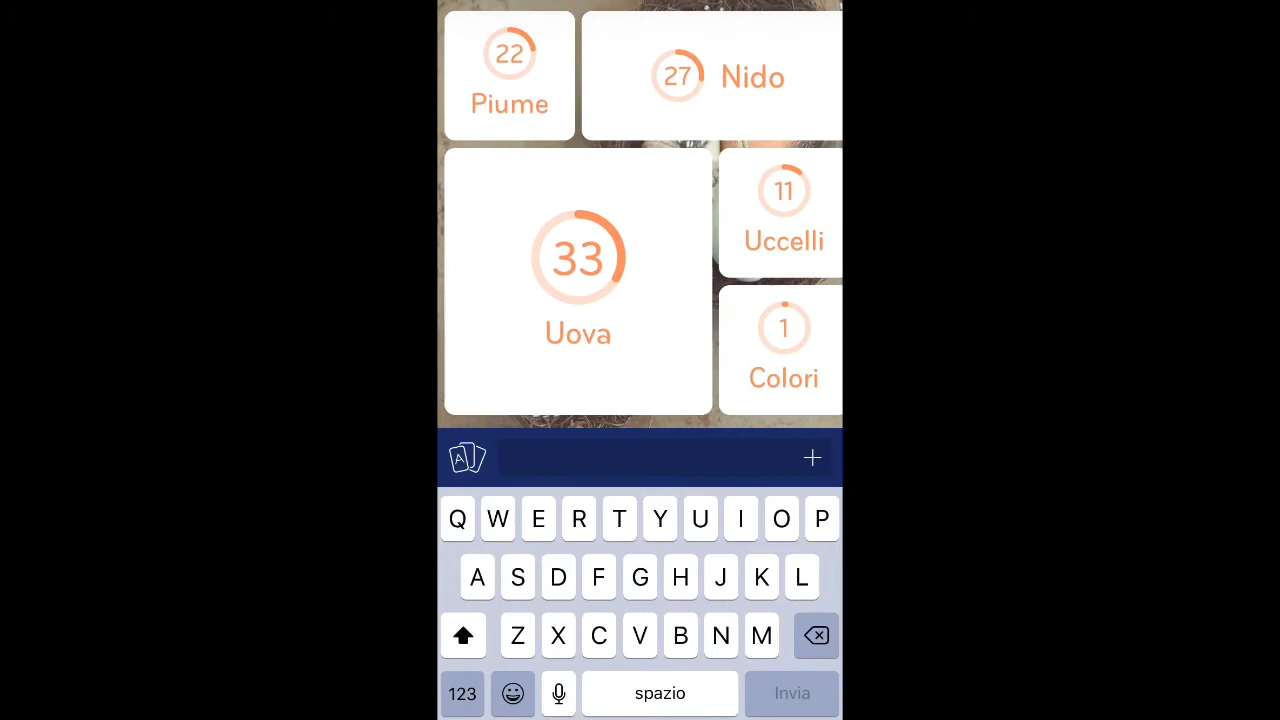 22
Piume
27 Nido
33
Uova
11
Uccelli
1
Colori
A
Q W E R T Y U I O P
A S D F G H J K L
Z X C V B N M
123
spazio
Invia